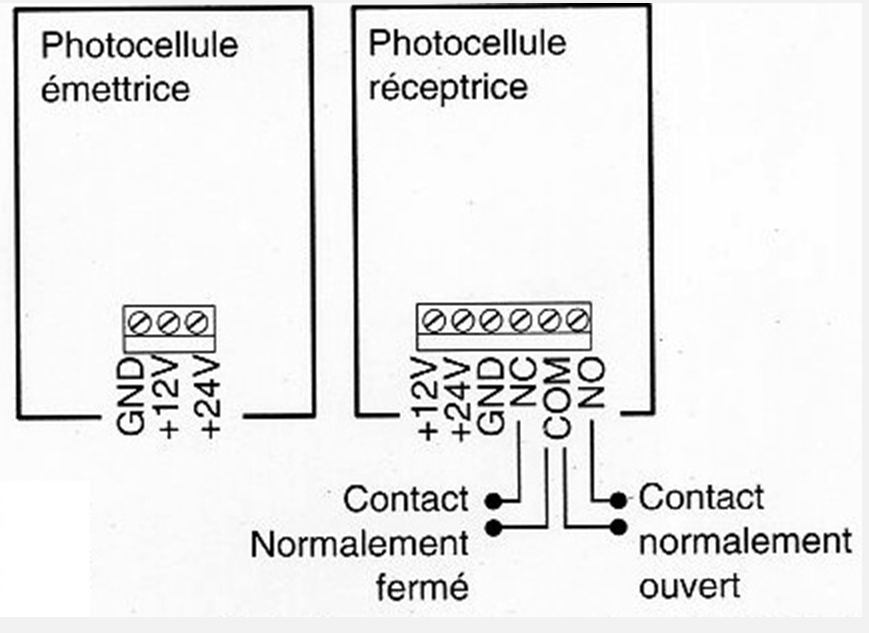 Photocellule
émettrice
GND
+12V
+24V
Photocellule
réceptrice
+12V
+24V
GND
NC
COM
NO
Contact
Normalement
fermé
Contact
normalement
ouvert